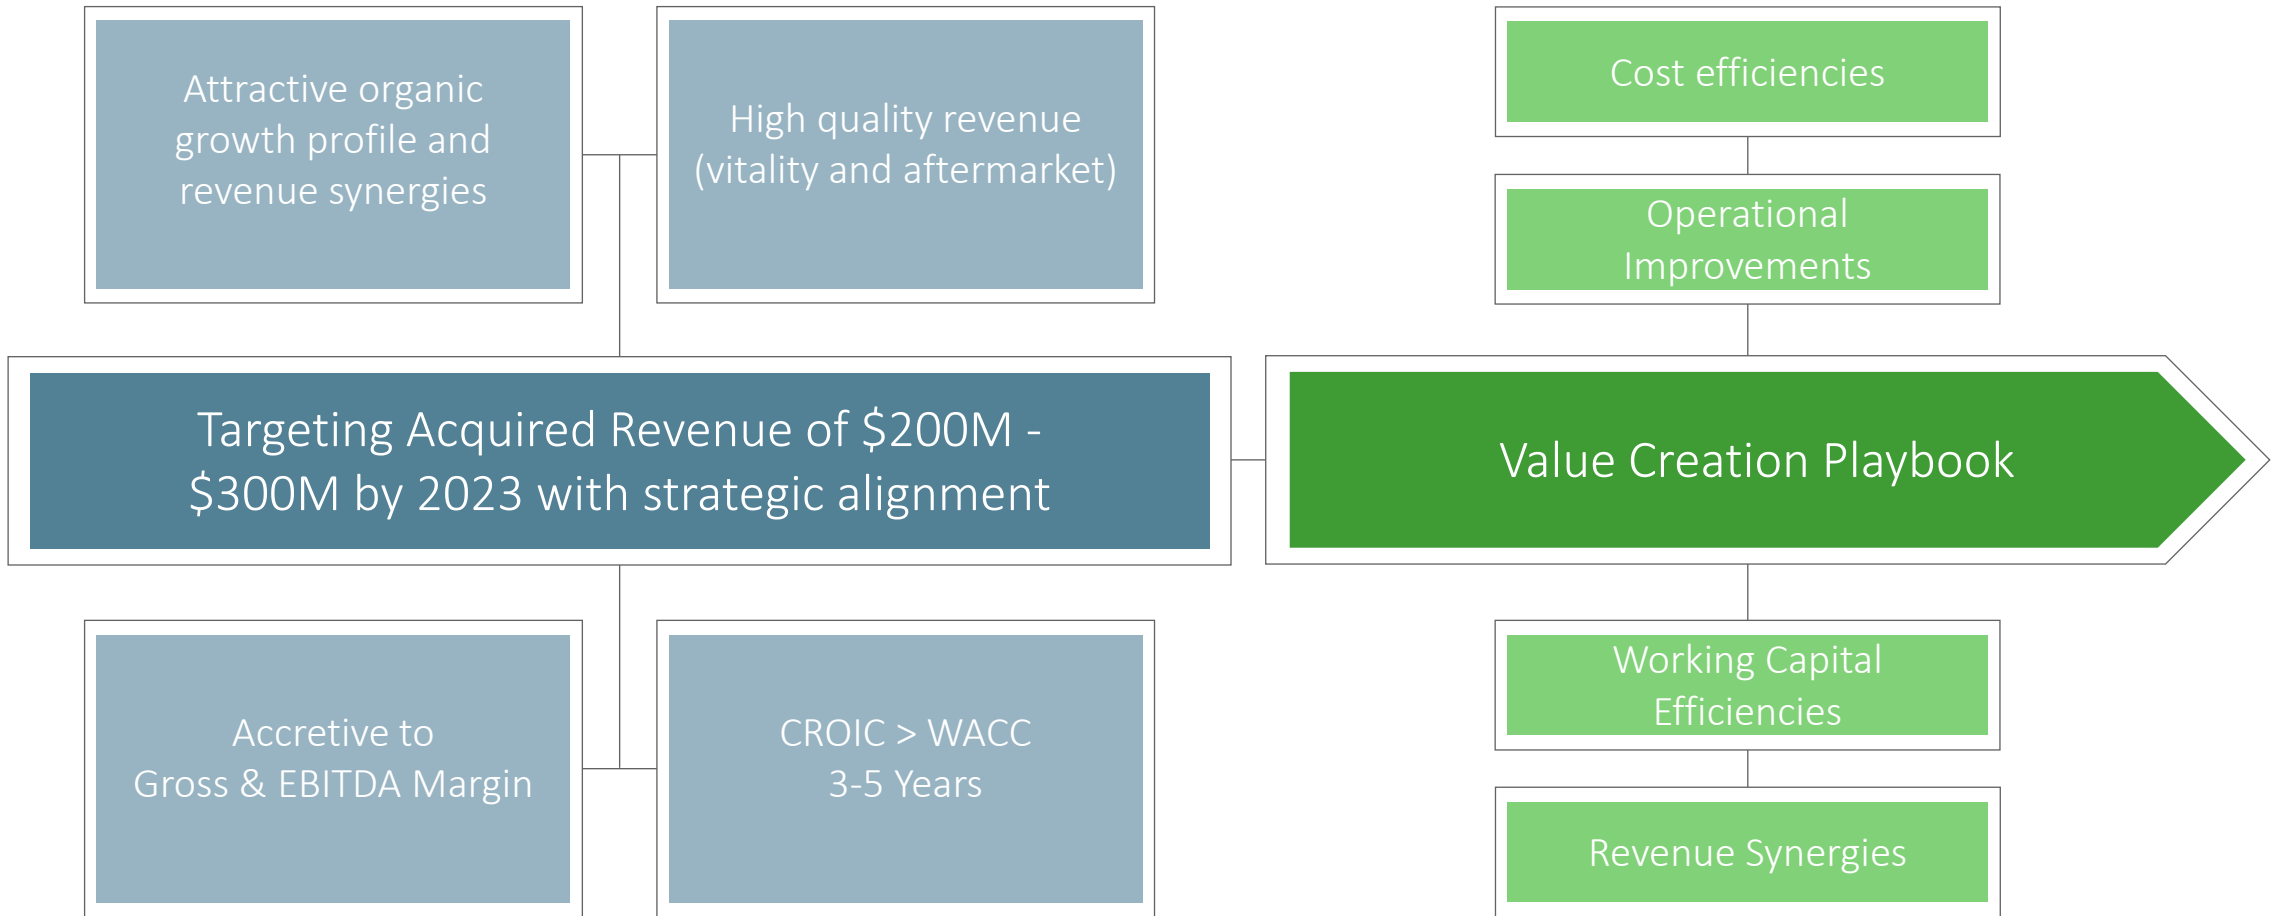 Attractive organic
growth profile and
revenue synergies
High quality revenue
(vitality and aftermarket)
Targeting Acquired Revenue of $200M -
$300M by 2023 with strategic alignment
Accretive to
Gross & EBITDA Margin
CROIC > WACC
3-5 Years
Cost efficiencies
Operational
Improvements
Value Creation Playbook
Working Capital
Efficiencies
Revenue Synergies